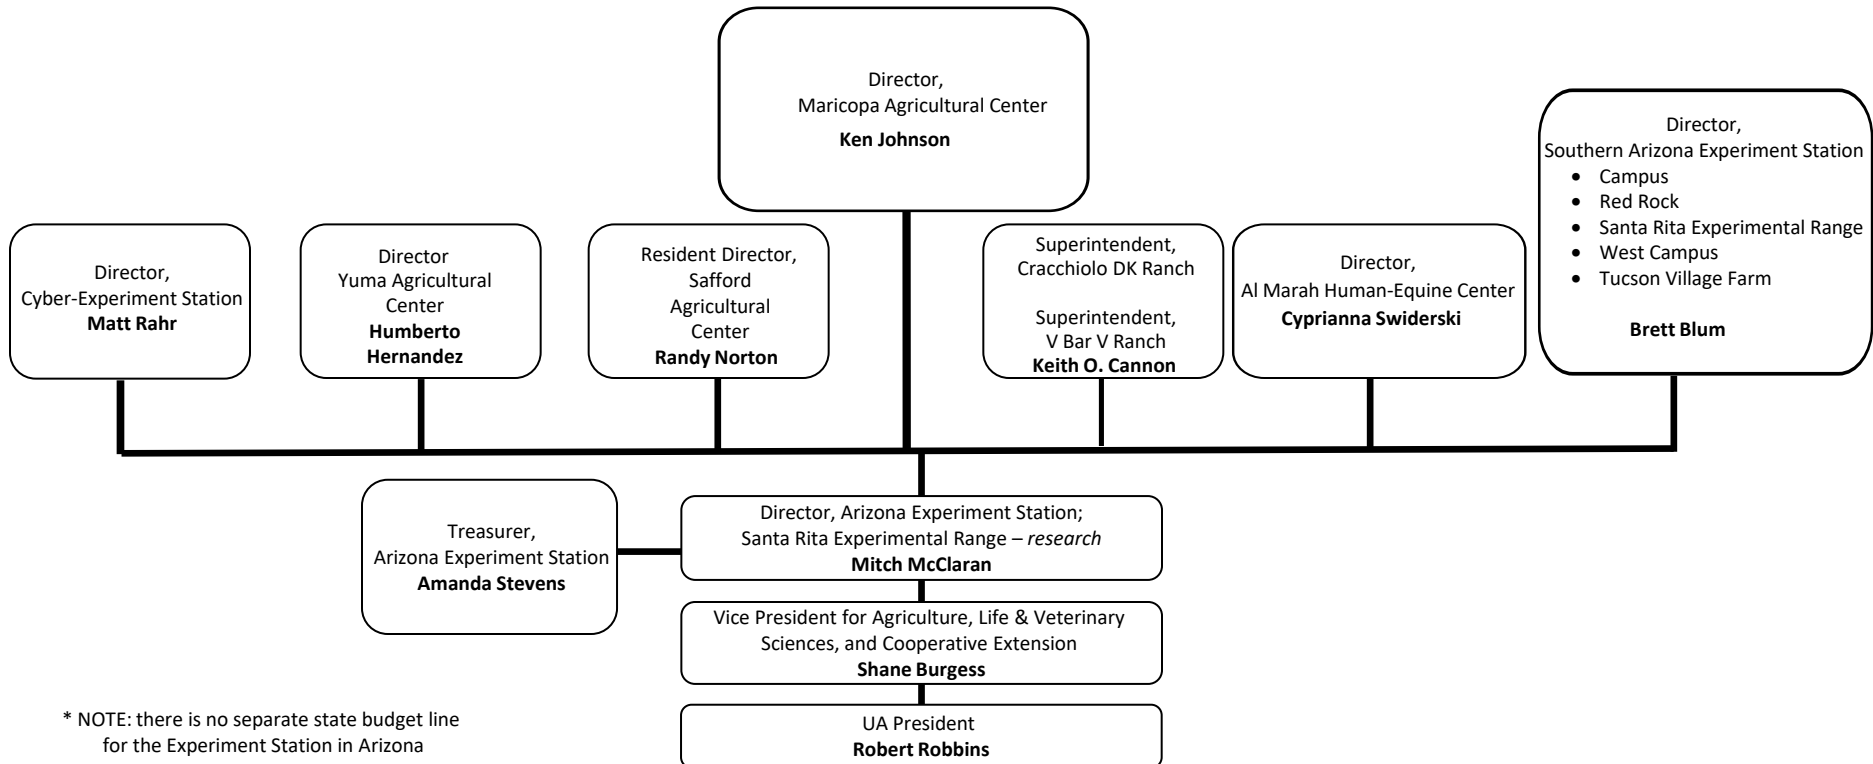 Director,
Maricopa Agricultural Center
Ken Johnson
Director,
Southern Arizona Experiment Station
• Campus
• Red Rock
• Santa Rita Experimental Range
• West Campus
• Tucson Village Farm
Brett Blum
Director,
Cyber-Experiment Station
Matt Rahr
Director
Yuma Agricultural
Center
Humberto
Hernandez
Resident Director,
Safford
Agricultural
Center
Randy Norton
Superintendent,
Cracchiolo DK Ranch
Superintendent,
V Bar V Ranch
Keith O. Cannon
Director,
Al Marah Human-Equine Center
Cyprianna Swiderski
Treasurer,
Arizona Experiment Station
Amanda Stevens
Director, Arizona Experiment Station;
Santa Rita Experimental Range – research
Mitch McClaran
Vice President for Agriculture, Life & Veterinary
Sciences, and Cooperative Extension
Shane Burgess
UA President
Robert Robbins
* NOTE: there is no separate state budget line
for the Experiment Station in Arizona